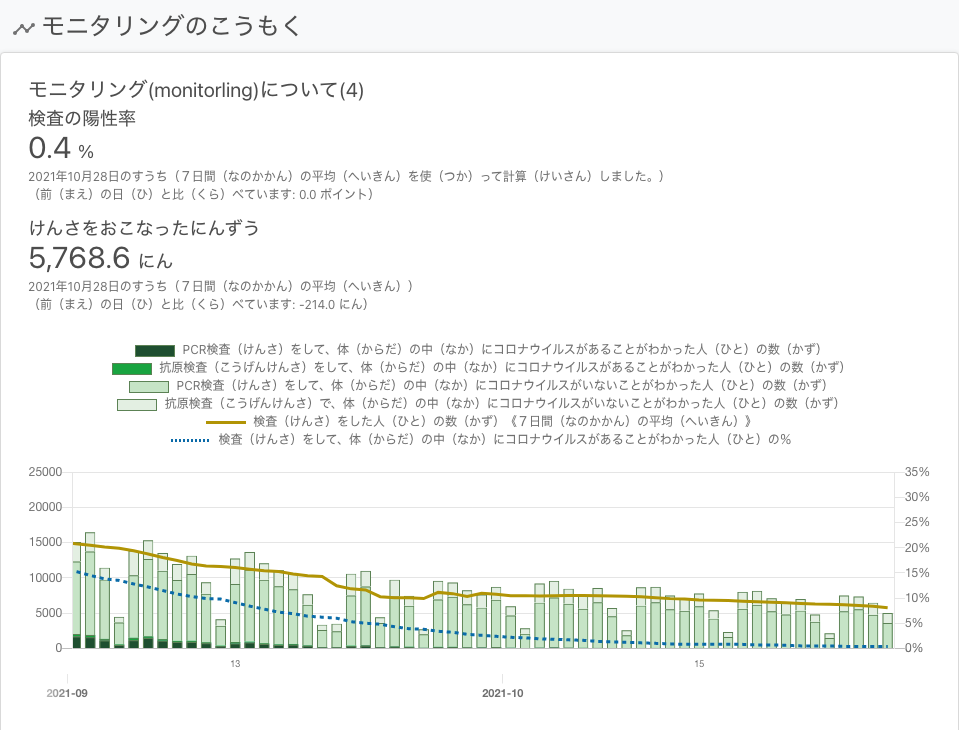 モニタリングのこうもく
モニタリング(monitorling)について(4)
検査の陽性率
0.4 %
2021年10月28日のすうち（７日間（なのかかん）の平均（へいきん）を使（つか）って計算（けいさん）しました。）
（前（まえ）の日（ひ）と比（くら）べています: 0.0 ポイント）
けんさをおこなったにんずう
5,768.6 にん
2021年10月28日のすうち（７日間（なのかかん）の平均（へいきん））
（前（まえ）の日（ひ）と比（くら）べています: -214.0 にん）
PCR検査（けんさ）をして、体（からだ）の中（なか）にコロナウイルスがあることがわかった人（ひと）の数（かず）
抗原検査（こうげんけんさ）をして、体（からだ）の中（なか）にコロナウイルスがあることがわかった人（ひと）の数（かず）
PCR検査（けんさ）をして、体（からだ）の中（なか）にコロナウイルスがいないことがわかった人（ひと）の数（かず）
抗原検査（こうげんけんさ）で、体（からだ）の中（なか）にコロナウイルスがいないことがわかった人（ひと）の数（かず）
検査（けんさ）をした人（ひと）の数（かず）《７日間（なのかかん）の平均（へいきん）》
検査（けんさ）をして、体（からだ）の中（なか）にコロナウイルスがあることがわかった人（ひと）の%
25000 35%
30%
20000
25%
15000 20%
15%
10000
10%
5000
5%
0 0%
13 15
2021-09 2021-10